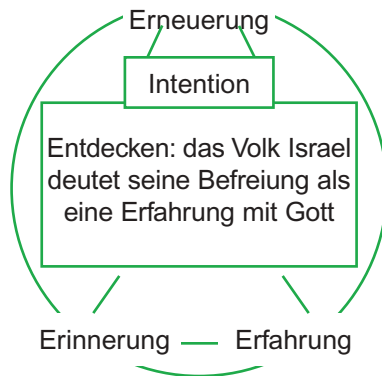 Erneuerung
Intention
Entdecken: das Volk Israel
deutet seine Befreiung als
eine Erfahrung mit Gott
Erinnerung
Erfahrung